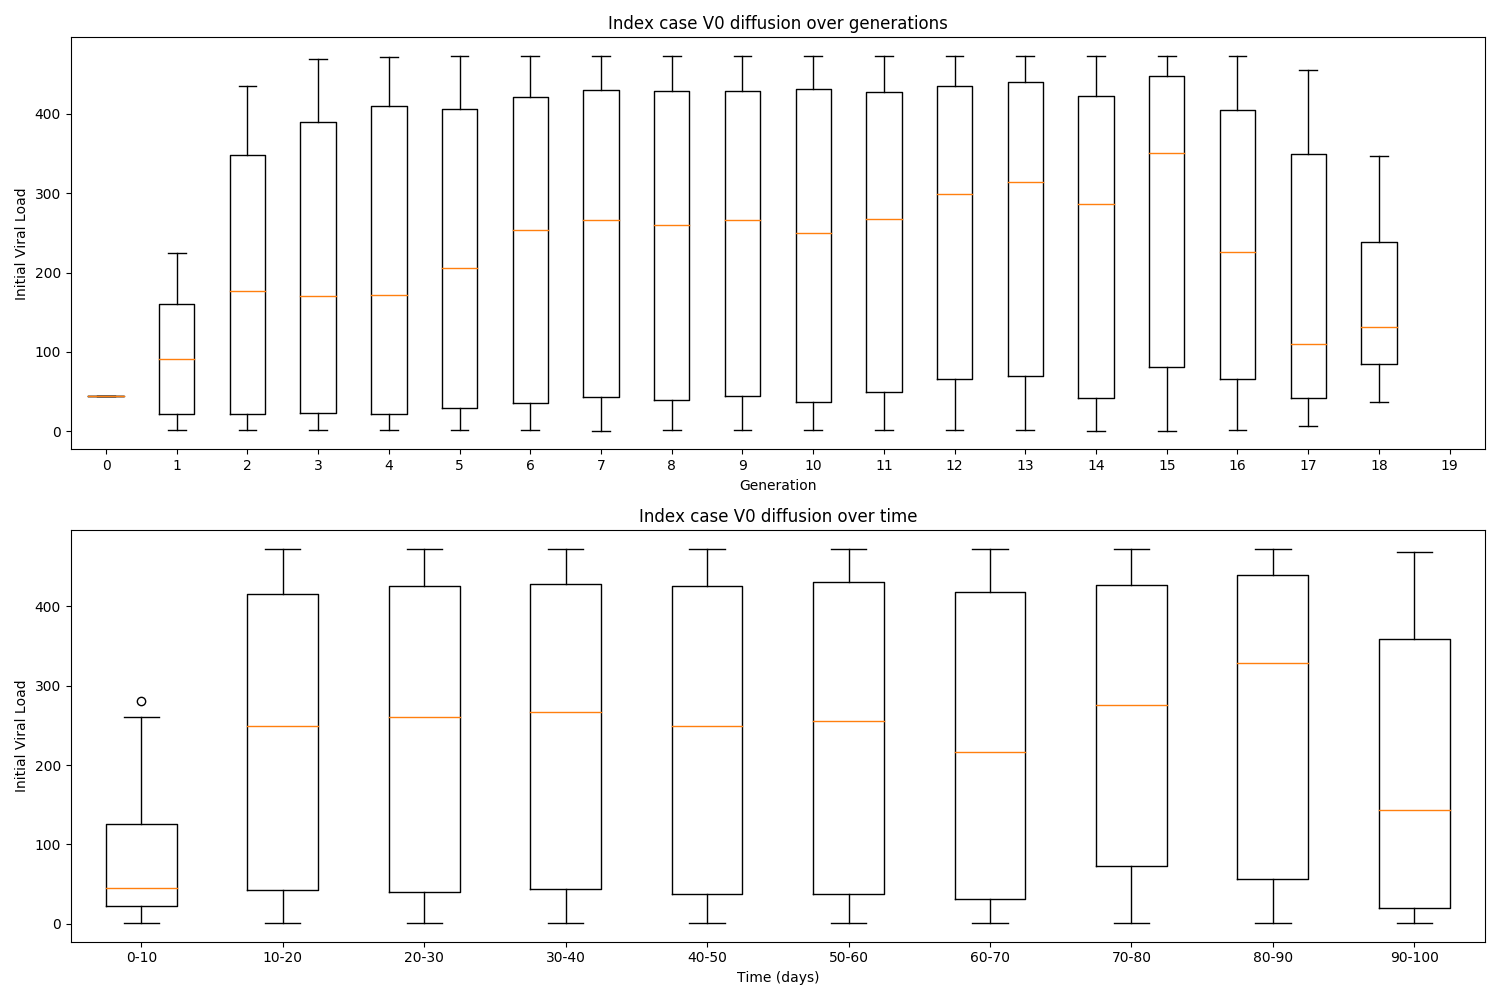 Index case V0 diffusion over generations
Initial Viral Load
400
300
200
100
0
0 1 2 3 4 5 6 7 8 9 10 11 12 13 14 15 16 17 18 19
Generation
Index case V0 diffusion over time
Initial Viral Load
400
300
200
100
0
0-10 10-20 20-30 30-40 40-50 50-60 60-70 70-80 80-90 90-100
Time (days)